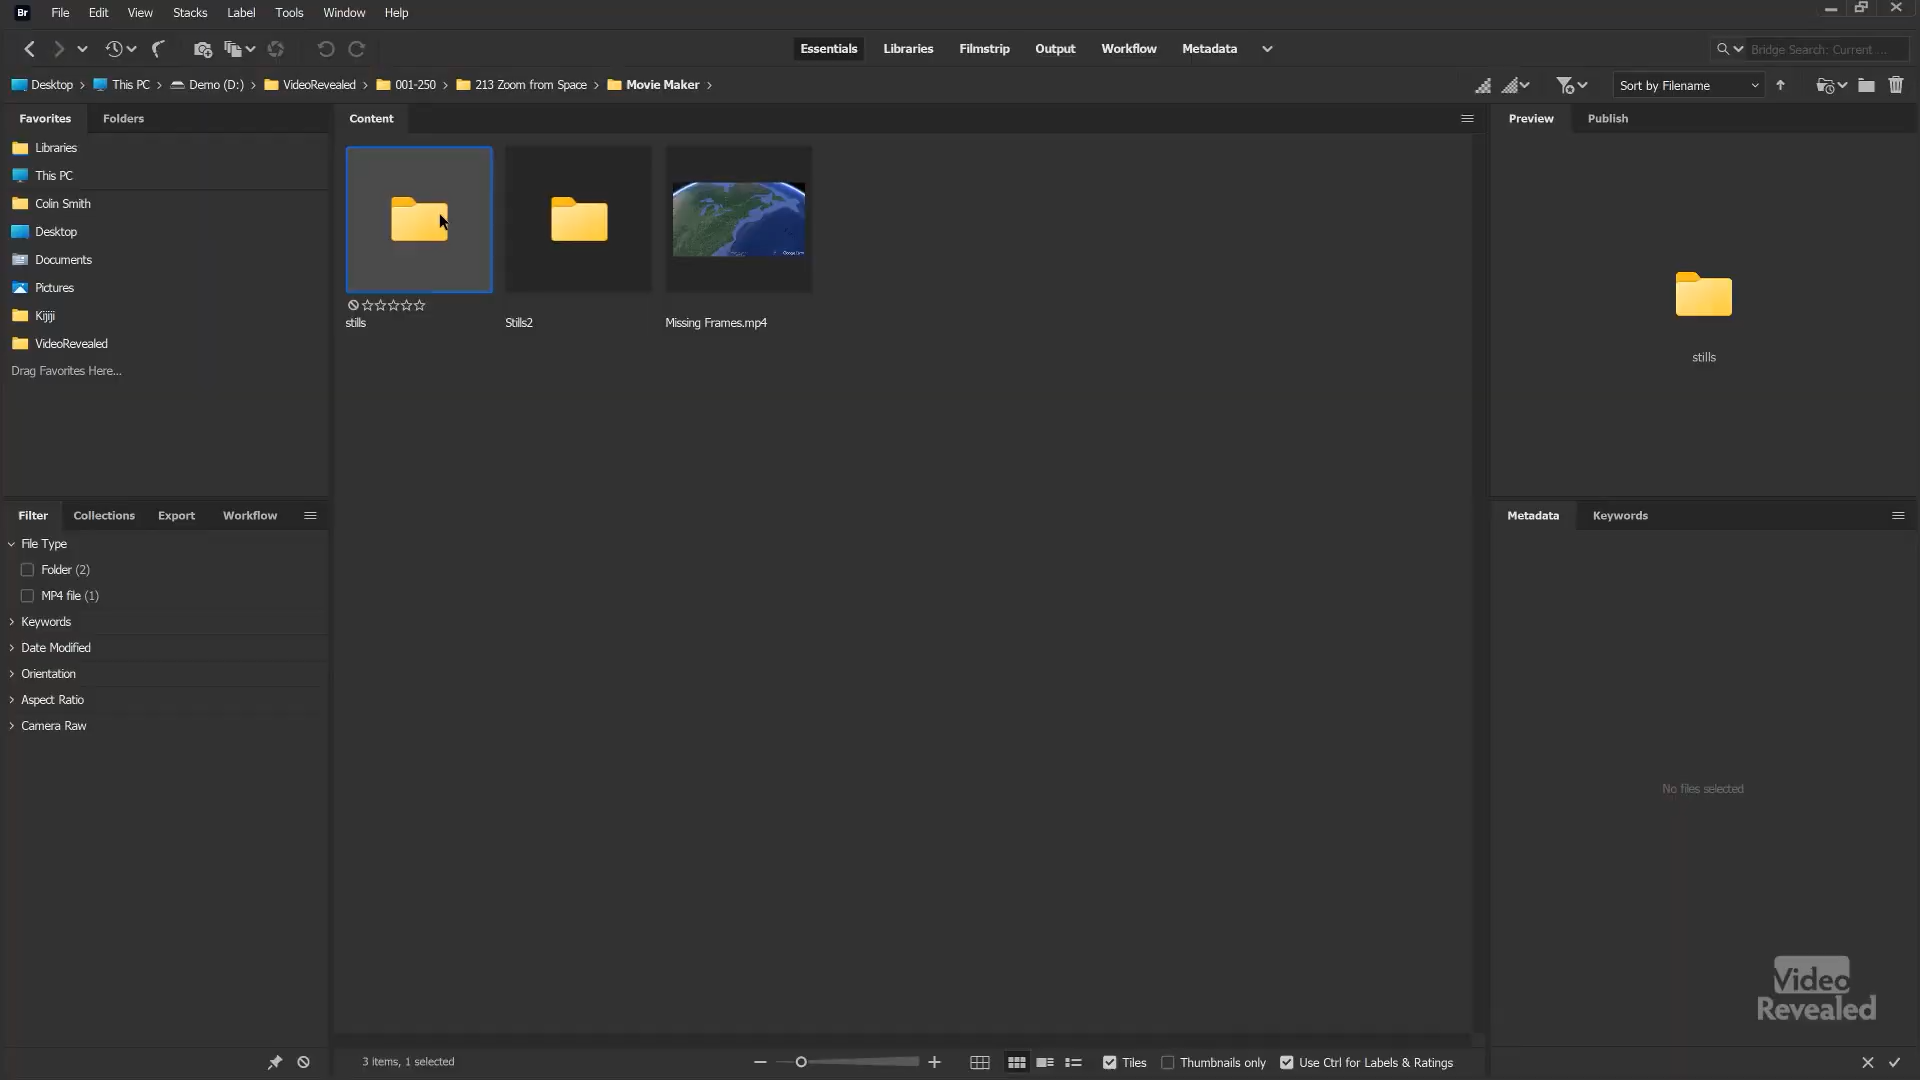 Br File Edit View Stacks Label Tools Window Help
Essentials Libraries Filmstrip Output Workflow Metadata
Bridge Search: Current ...
Desktop > This PC > Demo (D:) > VideoRevealed > 001-250 > 213 Zoom from Space > Movie Maker >
Sort by Filename
Favorites Folders
Libraries
This PC
Colin Smith
Desktop
Documents
Pictures
Kijiji
VideoRevealed
Drag Favorites Here...
Content
stills
Stills2
Missing Frames.mp4
Preview Publish
stills
Filter Collections Export Workflow
File Type
Folder (2)
MP4 file (1)
Keywords
Date Modified
Orientation
Aspect Ratio
Camera Raw
Metadata Keywords
No files selected
Video
Revealed
3 items, 1 selected
Tiles Thumbnails only Use Ctrl for Labels & Ratings